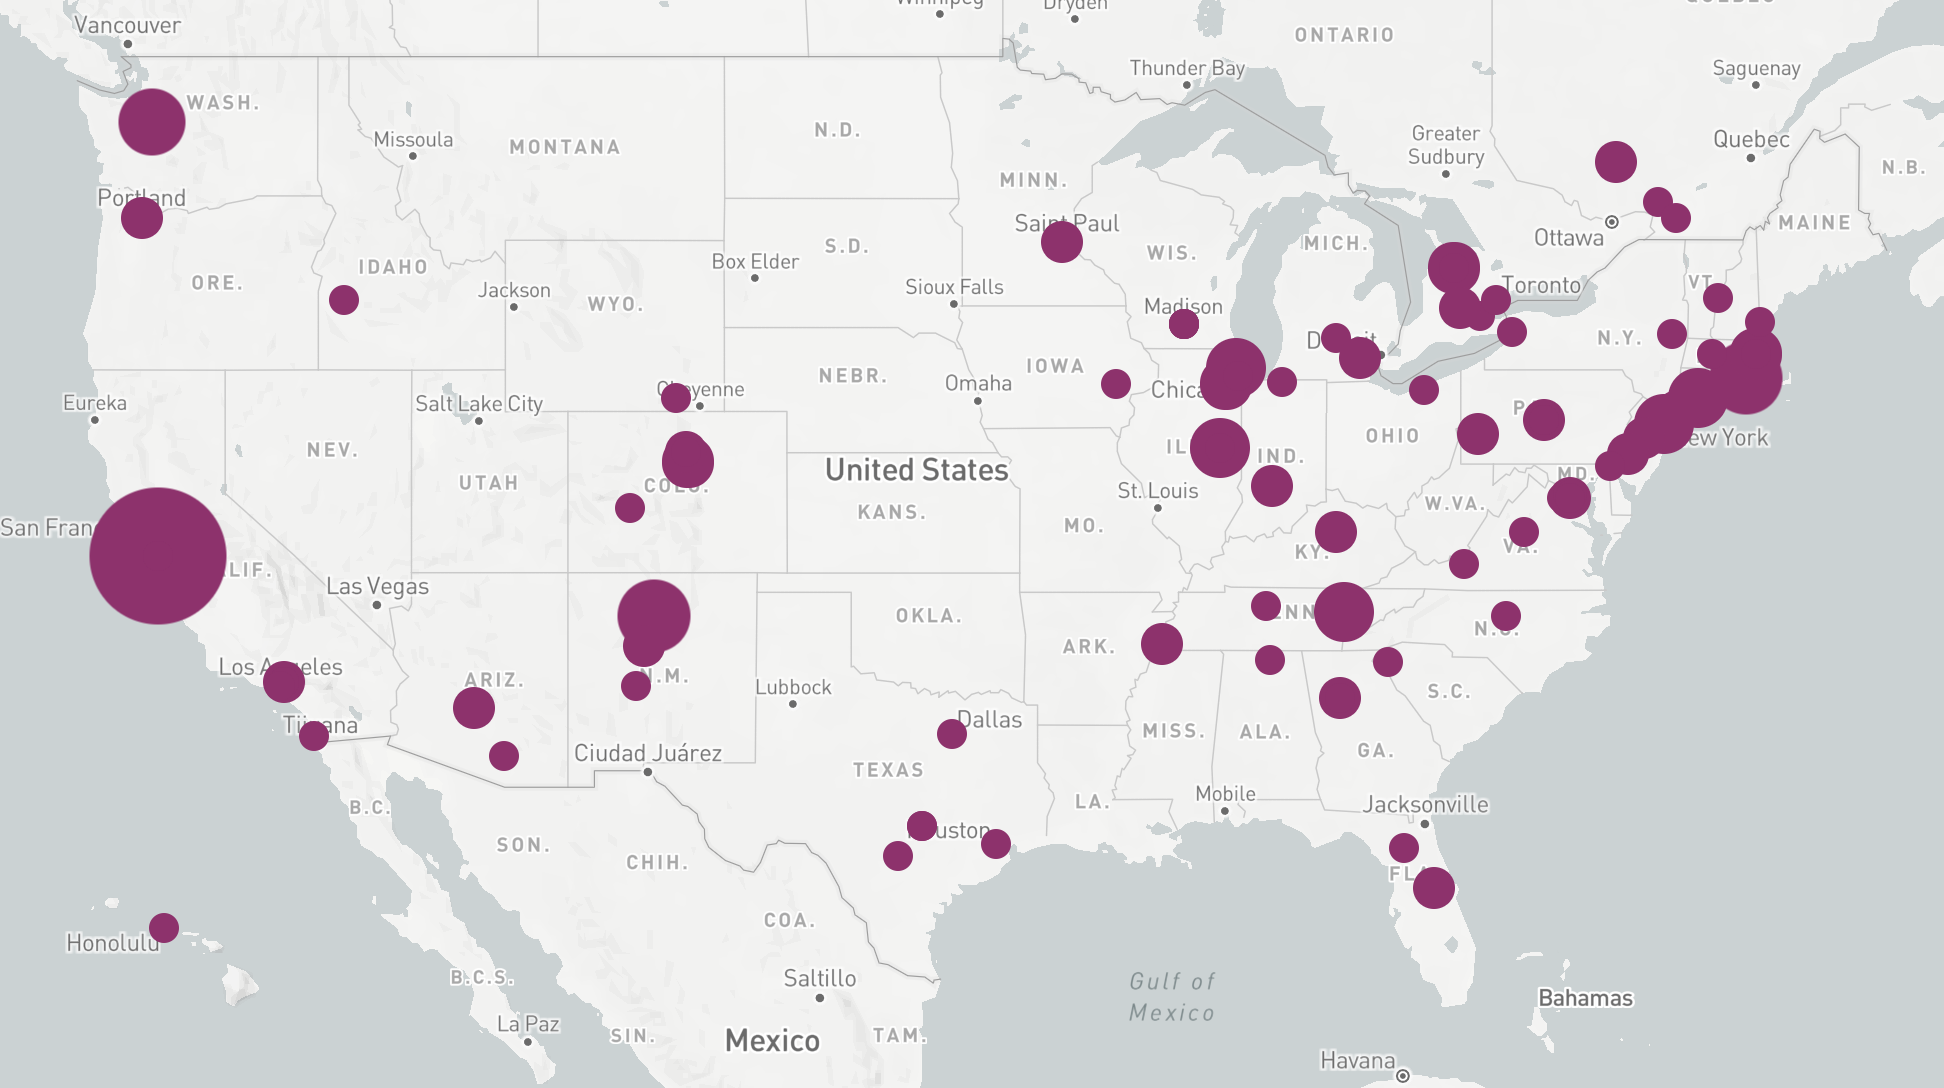 Winnipeg
Dryden
QUEBEC
Vancouver
ONTARIO
Thunder Bay
Saguenay
WASH.
Missoula
MONTANA
N.D.
Greater
Sudbury
Quebec
N.B.
MINN.
Portland
Saint Paul
MAINE
Ottawa
S.D.
WIS.
MICH.
Box Elder
IDAHO
ORE.
Jackson
WYO.
Sioux Falls
Madison
Toronto
VT.
N.Y.
IOWA
NEBR.
Omaha
Cheyenne
Chica
Eureka
Salt Lake City
NEV.
UTAH
United States
OHIO
New York
IL
IND.
MD.
COLO.
KANS.
St. Louis
MO.
W.VA.
San Fran
LIF.
Las Vegas
KY.
VA.
OKLA.
ENN
N.C.
ARK.
Los Angeles
ARIZ.
N.M.
Lubbock
S.C.
Tijuana
Dallas
MISS.
ALA.
GA.
Ciudad Juárez
TEXAS
B.C.
LA.
Mobile
Jacksonville
SON.
CHIH.
Houston
FLA
COA.
Honolulu
B.C.S.
Saltillo
Gulf of
Mexico
Bahamas
La Paz
SIN.
Mexico
TAM.
Havana